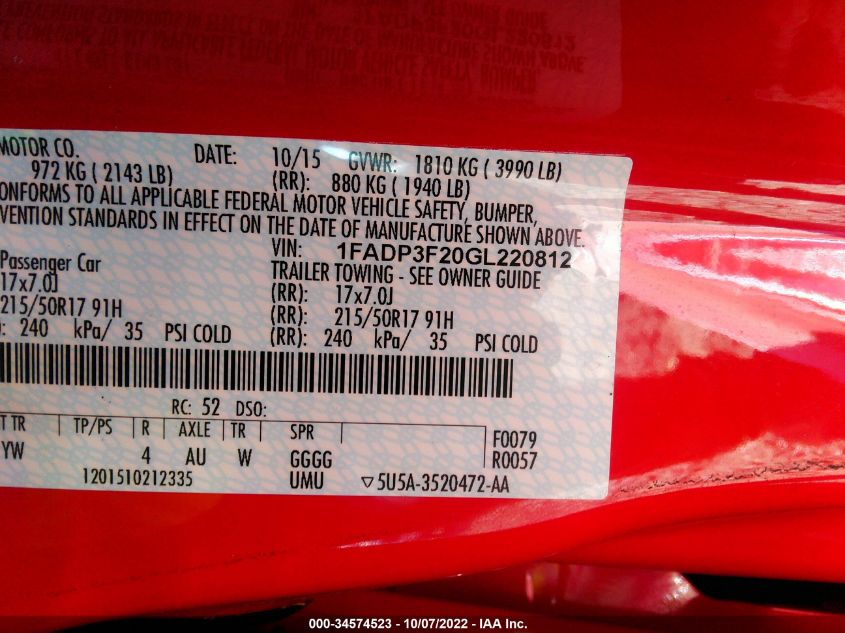 MOTOR CO. DATE: 10/15 GVWR: 1810 KG ( 3990 LB)
972 KG ( 2143 LB) (RR): 880 KG ( 1940 LB)
ONFORMS TO ALL APPLICABLE FEDERAL MOTOR VEHICLE SAFETY, BUMPER,
VENTION STANDARDS IN EFFECT ON THE DATE OF MANUFACTURE SHOWN ABOVE.
VIN: 1FADP3F20GL220812
Passenger Car TRAILER TOWING - SEE OWNER GUIDE
17x7.0J (RR): 17x7.0J
215/50R17 91H (RR): 215/50R17 91H
: 240 kPa/ 35 PSI COLD (RR): 240 kPa/ 35 PSI COLD
RC: 52 DSO:
T TR TP/PS R AXLE TR SPR F0079
YW 4 AU W GGGG R0057
1201510212335 UMU ▽5U5A-3520472-AA
000-34574523 - 10/07/2022 - IAA Inc.